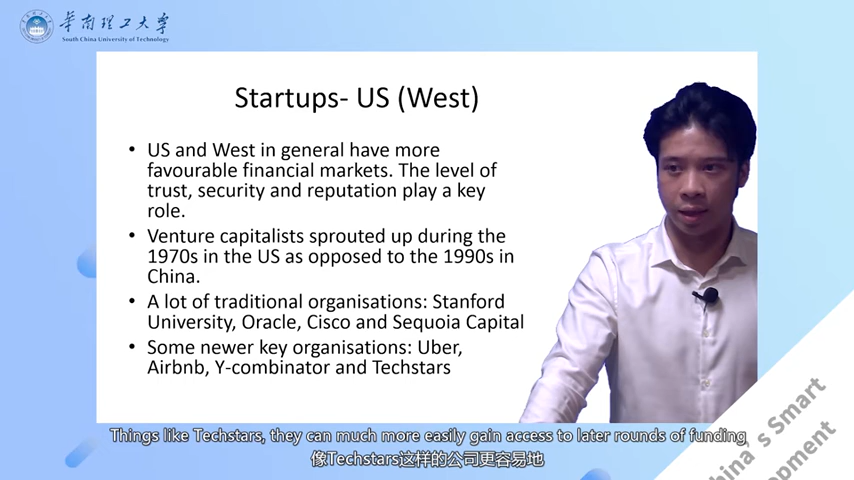 华南理工大学
South China University of Technology
Startups- US (West)
• US and West in general have more
favourable financial markets. The level of
trust, security and reputation play a key
role.
• Venture capitalists sprouted up during the
1970s in the US as opposed to the 1990s in
China.
• A lot of traditional organisations: Stanford
University, Oracle, Cisco and Sequoia Capital
• Some newer key organisations: Uber,
Airbnb, Y-combinator and Techstars
Things like Techstars, they can much more easily gain access to later rounds of funding
像Techstars这样的公司更容易地
hina's Smart
opment